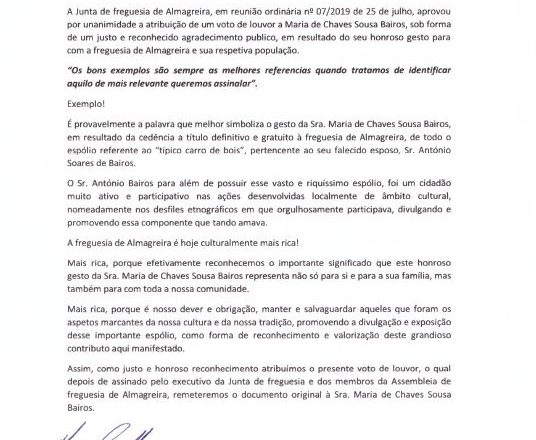 A Junta de freguesia de Almagreira, em reunião ordinária nº 07/2019 de 25 de julho, aprovou
por unanimidade a atribuição de um voto de louvor a Maria de Chaves Sousa Bairos, sob forma
de um justo e reconhecido agradecimento publico, em resultado do seu honroso gesto para
com a freguesia de Almagreira e sua respetiva população.
"Os bons exemplos são sempre as melhores referencias quando tratamos de identificar
aquilo de mais relevante queremos assinalar".
Exemplo!
É provavelmente a palavra que melhor simboliza o gesto da Sra. Maria de Chaves Sousa Bairos,
em resultado da cedência a título definitivo e gratuito à freguesia de Almagreira, de todo o
espólio referente ao "típico carro de bois", pertencente ao seu falecido esposo, Sr. António
Soares de Bairos.
O Sr. António Bairos para além de possuir esse vasto e riquíssimo espólio, foi um cidadão
muito ativo e participativo nas ações desenvolvidas localmente de âmbito cultural,
nomeadamente nos desfiles etnográficos em que orgulhosamente participava, divulgando e
promovendo essa componente que tando amava.
A freguesia de Almagreira é hoje culturalmente mais rica!
Mais rica, porque efetivamente reconhecemos o importante significado que este honroso
gesto da Sra. Maria de Chaves Sousa Bairos representa não só para si e para a sua família, mas
também para com toda a nossa comunidade.
Mais rica, porque é nosso dever e obrigação, manter e salvaguardar aqueles que foram os
aspetos marcantes da nossa cultura e da nossa tradição, promovendo a divulgação e exposição
desse importante espólio, como forma de reconhecimento e valorização deste grandioso
contributo aqui manifestado.
Assim, como justo e honroso reconhecimento atribuímos o presente voto de louvor, o qual
depois de assinado pelo executivo da Junta de freguesia e dos membros da Assembleia de
freguesia de Almagreira, remeteremos o documento original à Sra. Maria de Chaves Sousa
Bairos.